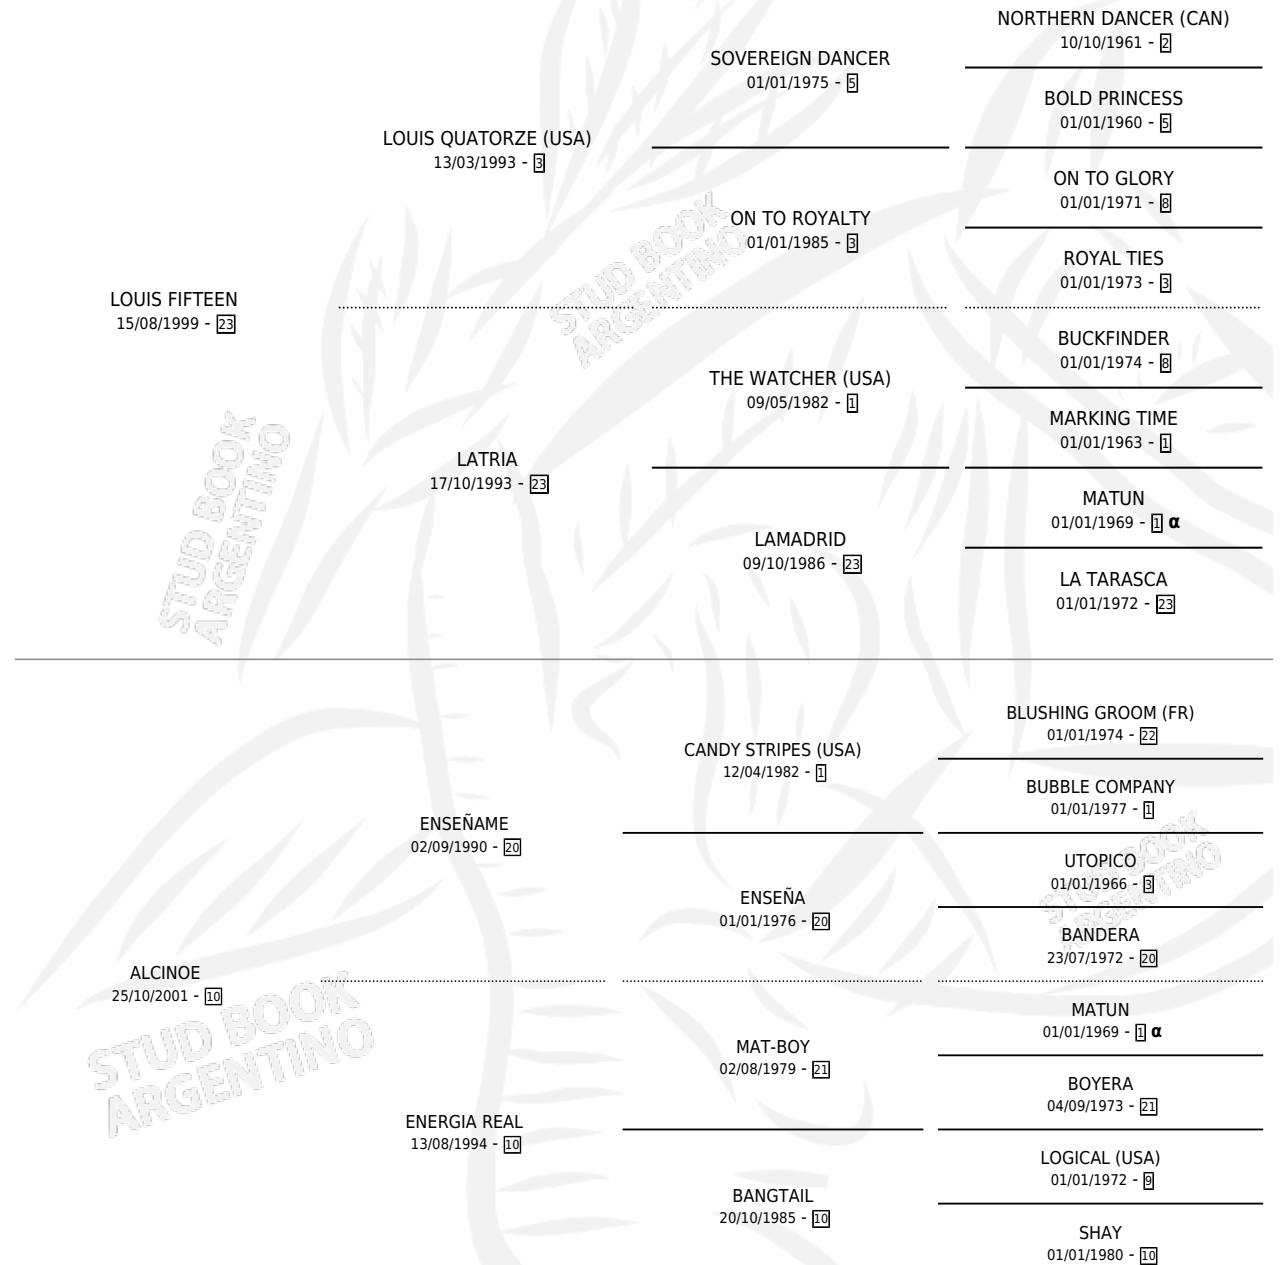 NORTHERN DANCER (CAN)
10/10/1961 - 2
SOVEREIGN DANCER
01/01/1975 - 5
BOLD PRINCESS
01/01/1960 - 5
LOUIS QUATORZE (USA)
13/03/1993 - 3
ON TO GLORY
01/01/1971 - 8
ON TO ROYALTY
01/01/1985 - 3
ROYAL TIES
01/01/1973 - 3
LOUIS FIFTEEN
15/08/1999 - 23
BUCKFINDER
01/01/1974 - 8
THE WATCHER (USA)
09/05/1982 - 1
MARKING TIME
01/01/1963 - 1
LATRIA
17/10/1993 - 23
MATUN
01/01/1969 - 1 α
LAMADRID
09/10/1986 - 23
LA TARASCA
01/01/1972 - 23
BLUSHING GROOM (FR)
01/01/1974 - 22
CANDY STRIPES (USA)
12/04/1982 - 1
BUBBLE COMPANY
01/01/1977 - 1
ENSEÑAME
02/09/1990 - 20
UTOPICO
01/01/1966 - 3
ENSEÑA
01/01/1976 - 20
BANDERA
23/07/1972 - 20
ALCINOE
25/10/2001 - 10
MATUN
01/01/1969 - 1 α
MAT-BOY
02/08/1979 - 21
BOYERA
04/09/1973 - 21
ENERGIA REAL
13/08/1994 - 10
LOGICAL (USA)
01/01/1972 - 9
BANGTAIL
20/10/1985 - 10
SHAY
01/01/1980 - 10
STUD BOOK
ARGENTINO
STUD BOOK
ARGENTINO
STUD BOOK
ARGENTINO
STUD BOOK
ARGENTINO